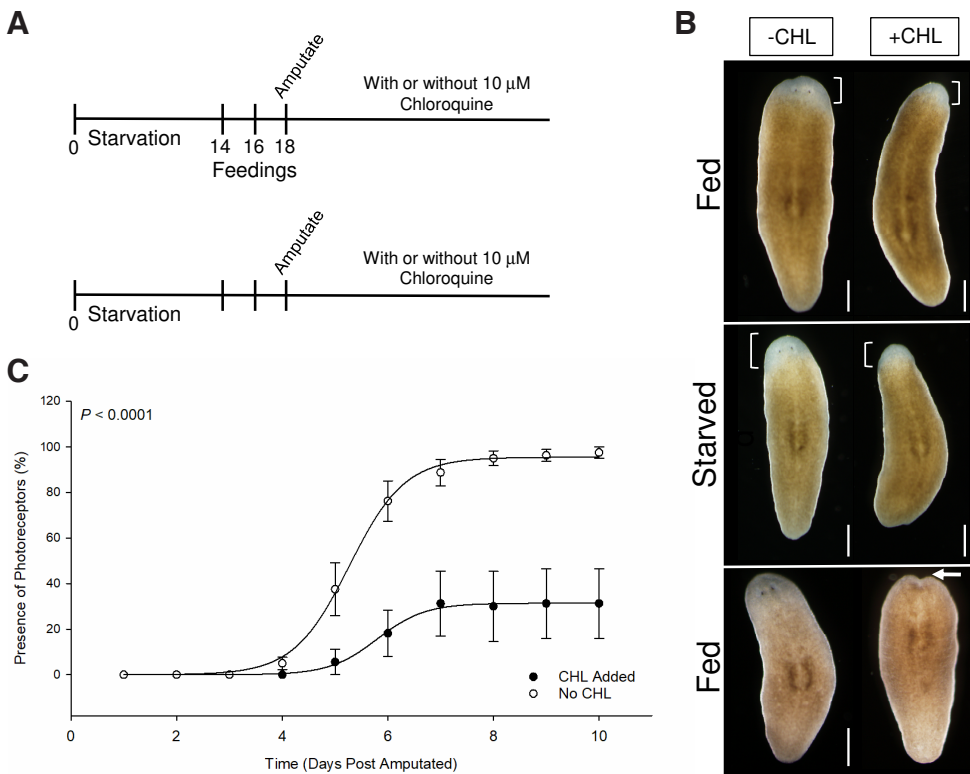 A
Amputate
With or without 10 μM
Chloroquine
0 Starvation 14 16 18
Feedings
Amputate
With or without 10 μM
Chloroquine
0 Starvation
B
-CHL +CHL
Fed
Starved
Fed
C
P < 0.0001
Presence of Photoreceptors (%)
120
100
80
60
40
20
0
CHL Added
No CHL
0 2 4 6 8 10
Time (Days Post Amputated)